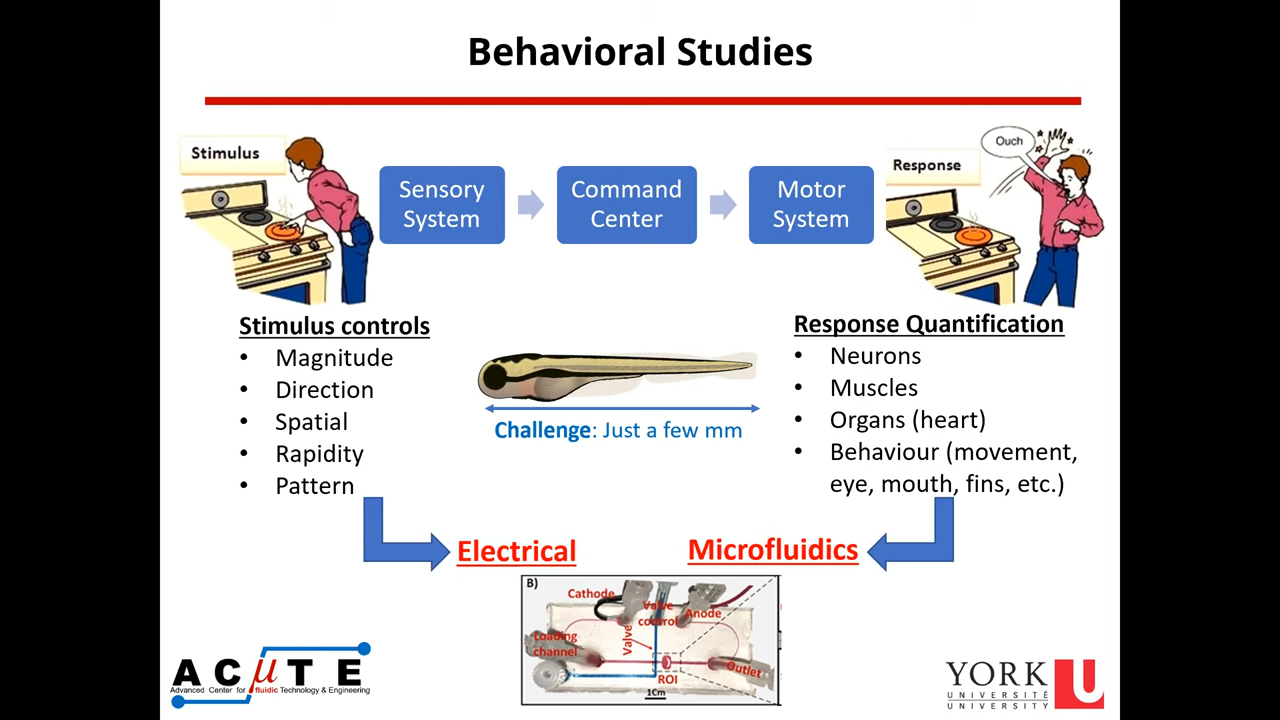 Behavioral Studies
Stimulus
Sensory
System
Command
Center
Motor
System
Response
Ouch
Stimulus controls
• Magnitude
• Direction
• Spatial
• Rapidity
• Pattern
Challenge: Just a few mm
Response Quantification
• Neurons
• Muscles
• Organs (heart)
• Behaviour (movement,
eye, mouth, fins, etc.)
Electrical
Microfluidics
B)
Cathode
Valve
control
Anode
Loading
channel
Valve
Outlet
ROI
1Cm
ACμTE
Advanced Center for fluidic Technology & Engineering
YORK U
UNIVERSITÉ
UNIVERSITY